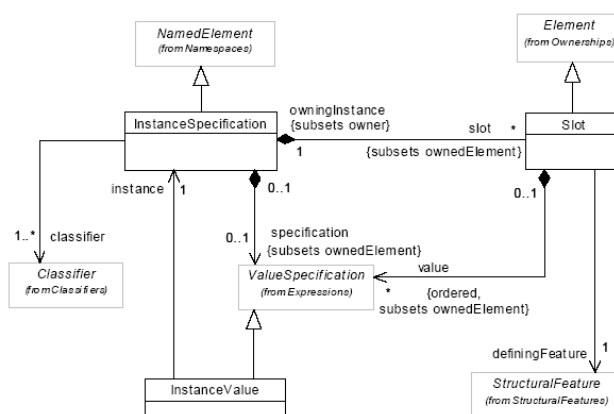 NamedElement
(from Namespaces)
Element
(from Ownerships)
InstanceSpecification
owningInstance
{subsets owner}
1
slot
*
{subsets ownedElement}
Slot
instance
1
0..1
0..1
1..*
classifier
0..1
specification
{subsets ownedElement}
Classifier
(from Classifiers)
ValueSpecification
(from Expressions)
value
*
{ordered,
subsets ownedElement}
1
definingFeature
InstanceValue
StructuralFeature
(from StructuralFeatures)